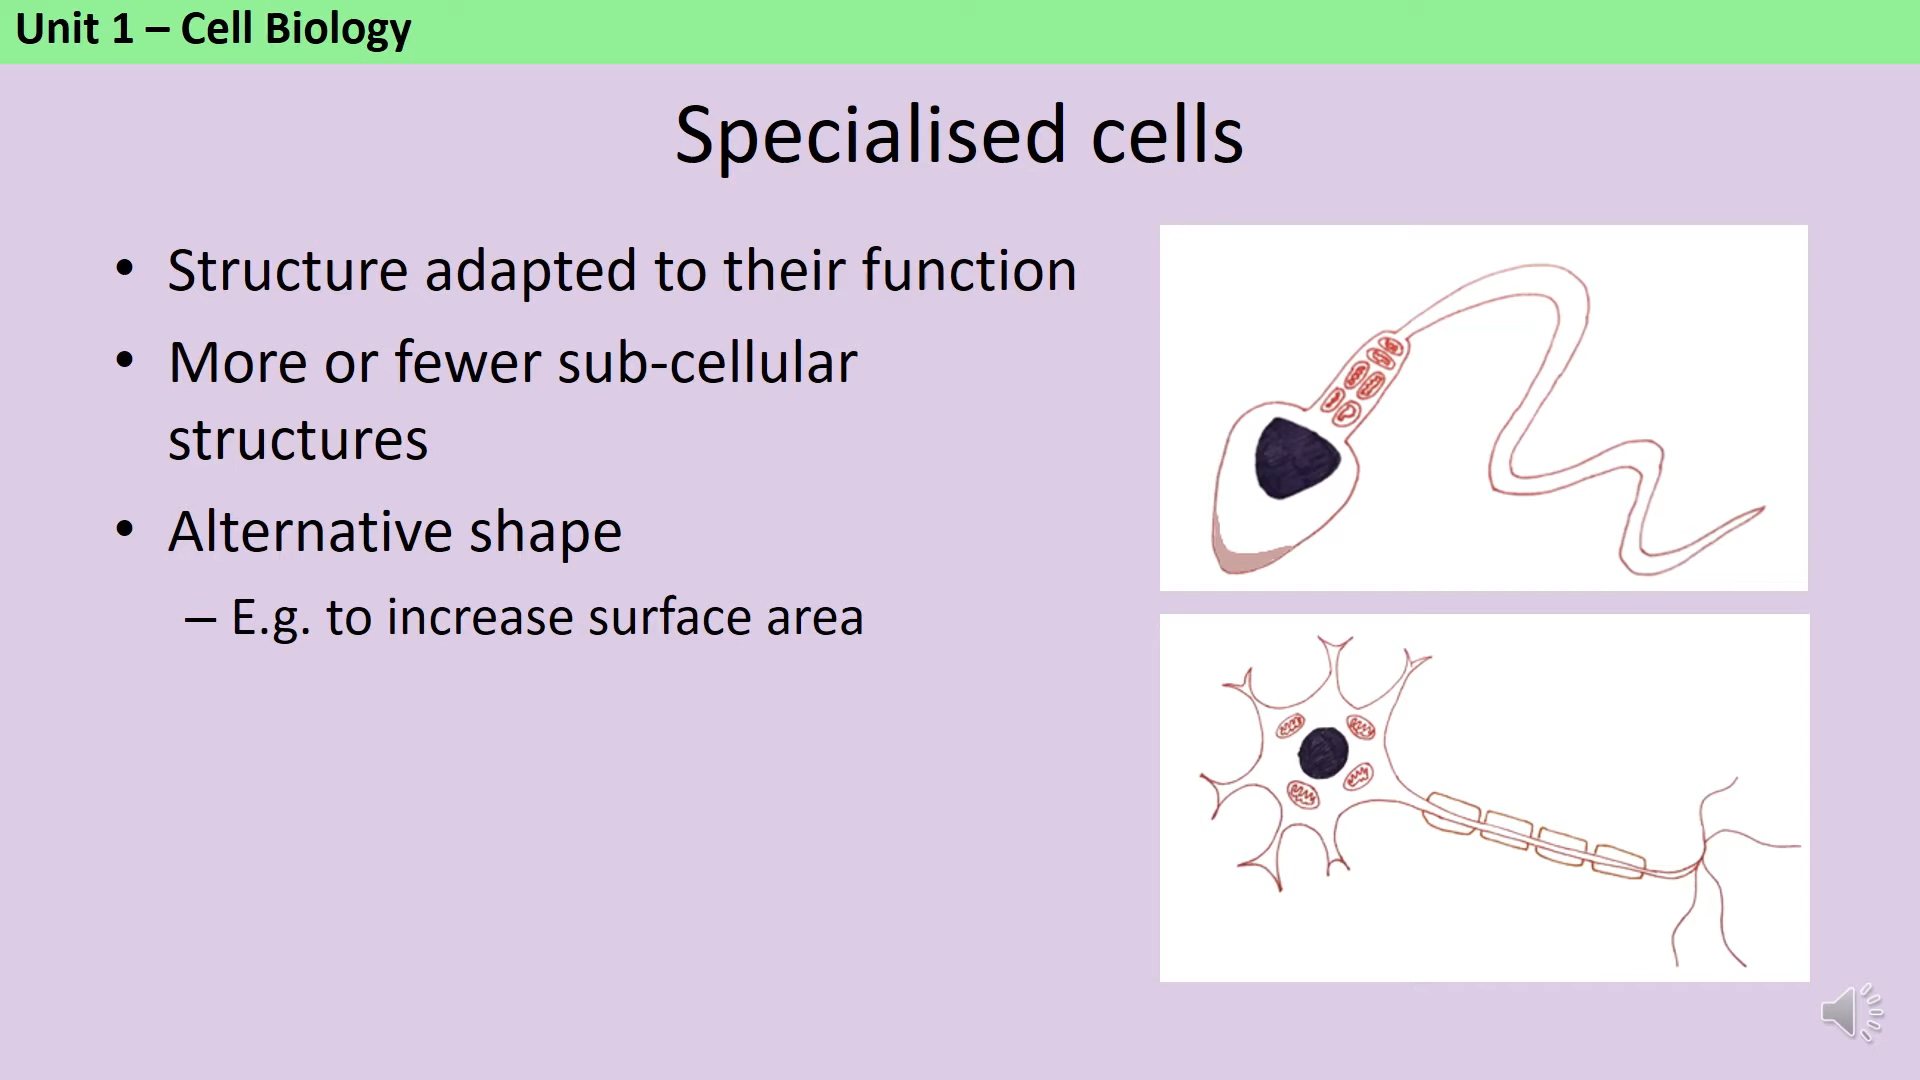 Unit 1 – Cell Biology
Specialised cells
• Structure adapted to their function
• More or fewer sub-cellular
structures
• Alternative shape
– E.g. to increase surface area